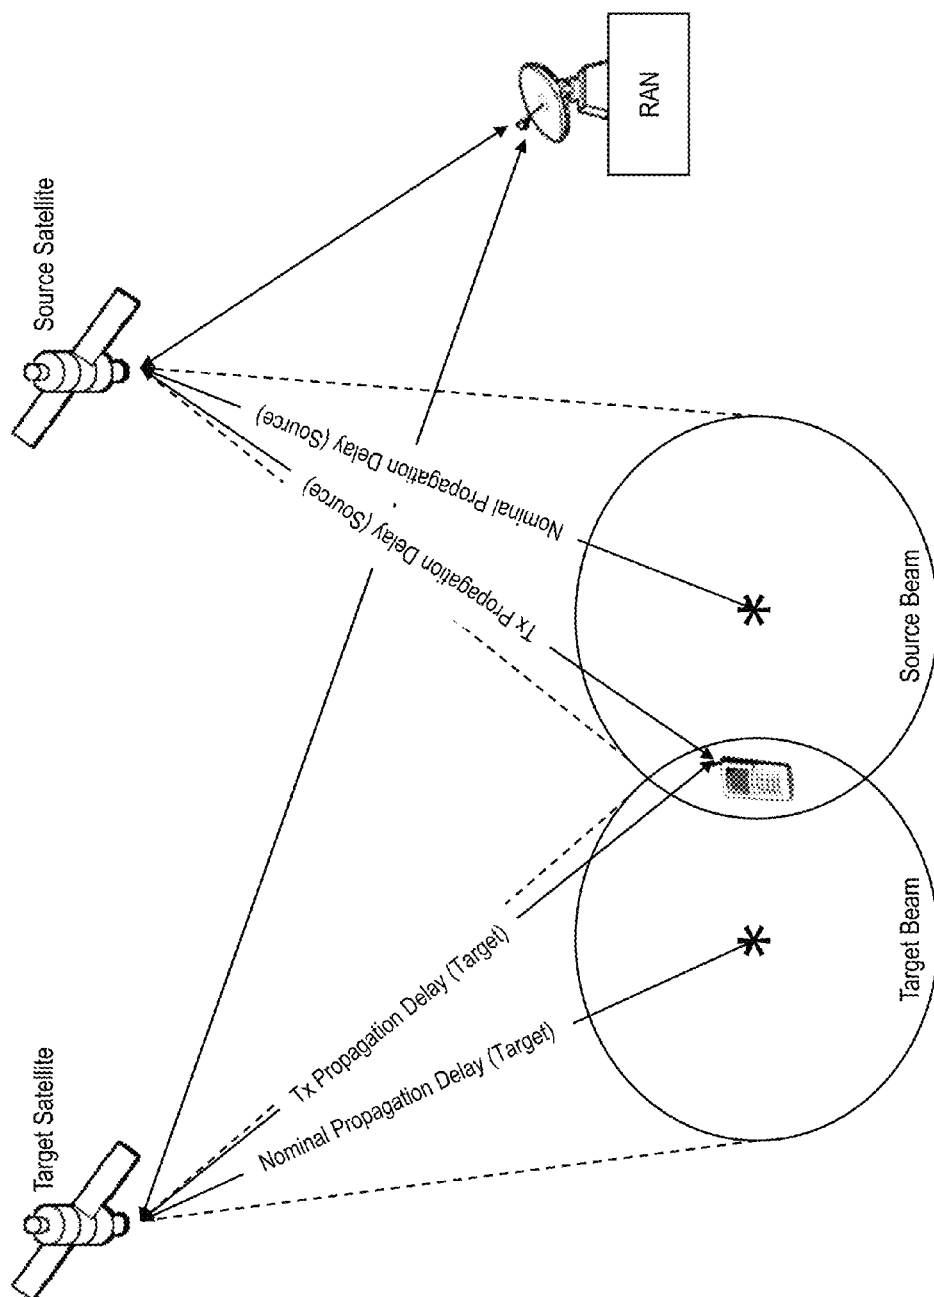 Target Satellite
Source Satellite
RAN
Tx Propagation Delay (Target)
Nominal Propagation Delay (Target)
Tx Propagation Delay (Source)
Nominal Propagation Delay (Source)
Target Beam
Source Beam